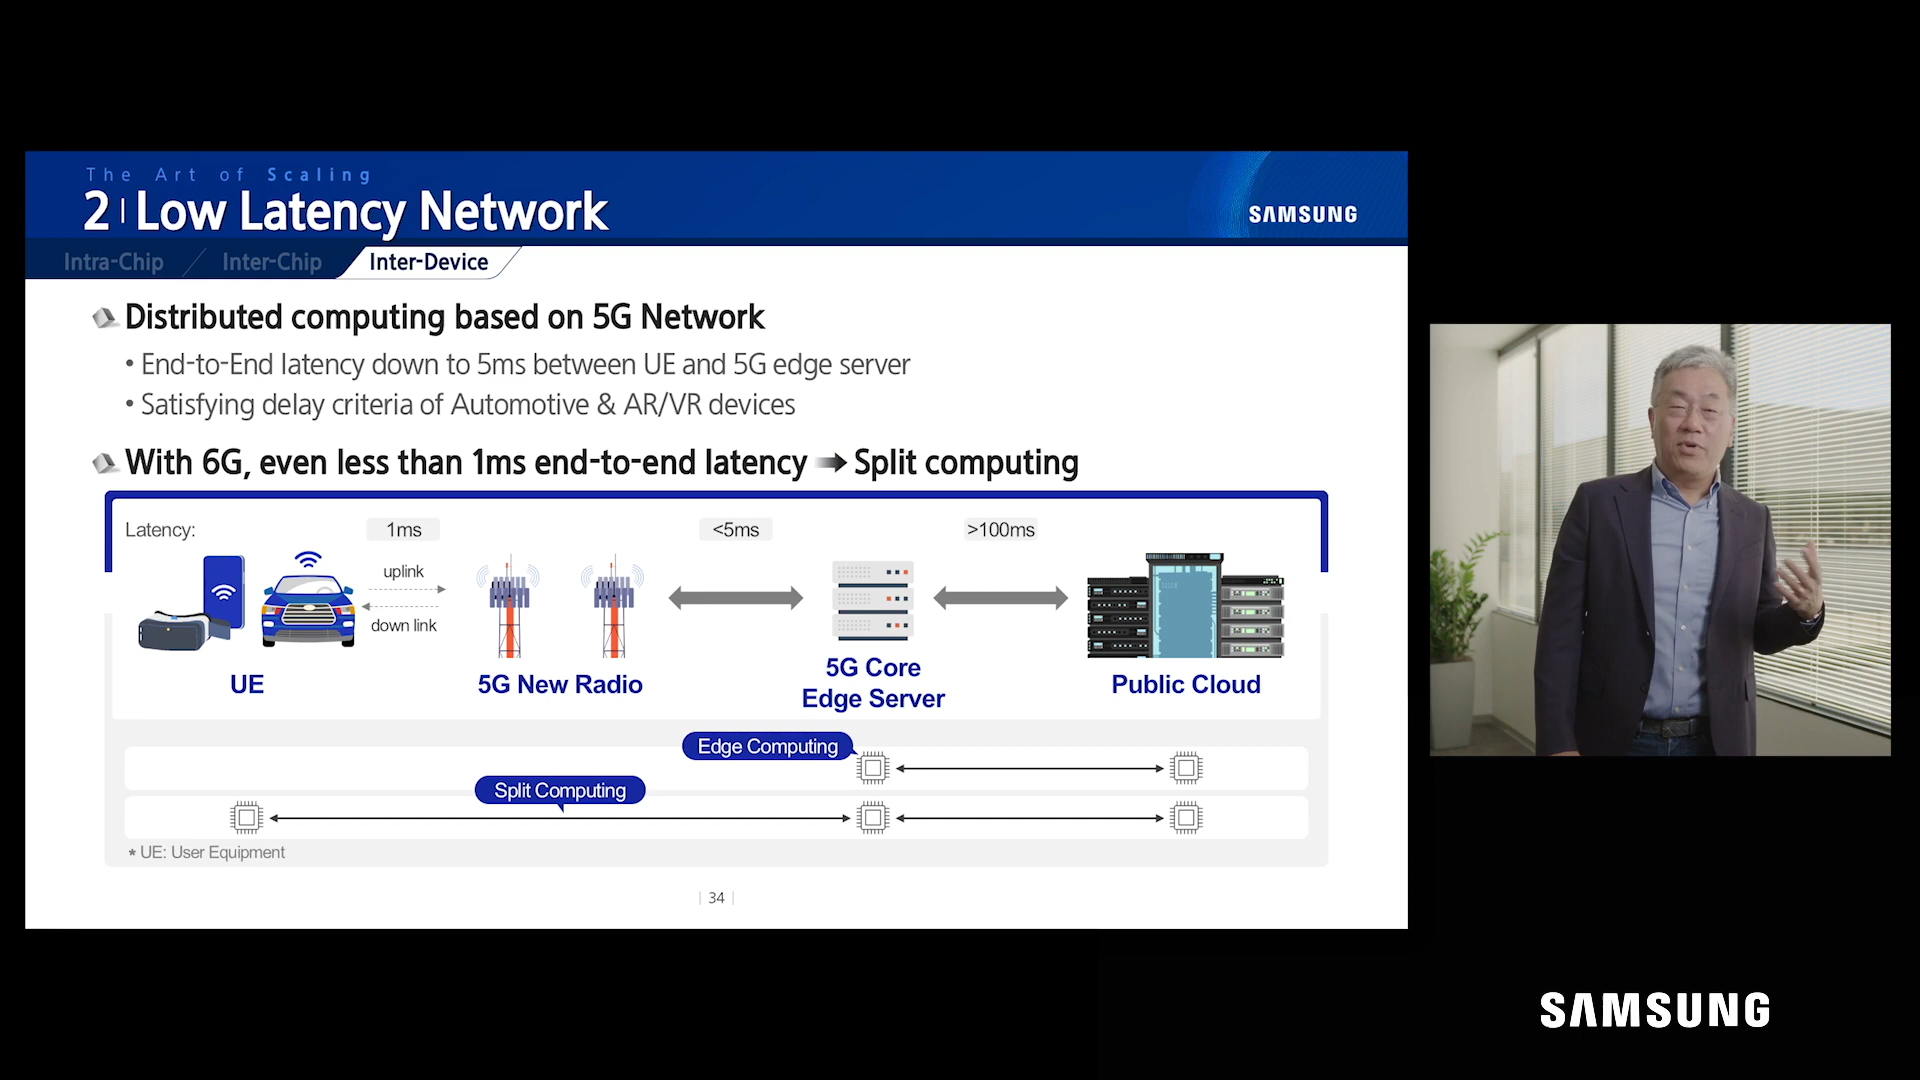 The Art of Scaling
2 | Low Latency Network
SAMSUNG
Intra-Chip
Inter-Chip
Inter-Device
Distributed computing based on 5G Network
• End-to-End latency down to 5ms between UE and 5G edge server
• Satisfying delay criteria of Automotive & AR/VR devices
With 6G, even less than 1ms end-to-end latency → Split computing
Latency:
1ms
<5ms
>100ms
uplink
down link
UE
5G New Radio
5G Core
Edge Server
Public Cloud
Edge Computing
Split Computing
* UE: User Equipment
| 34 |
SAMSUNG